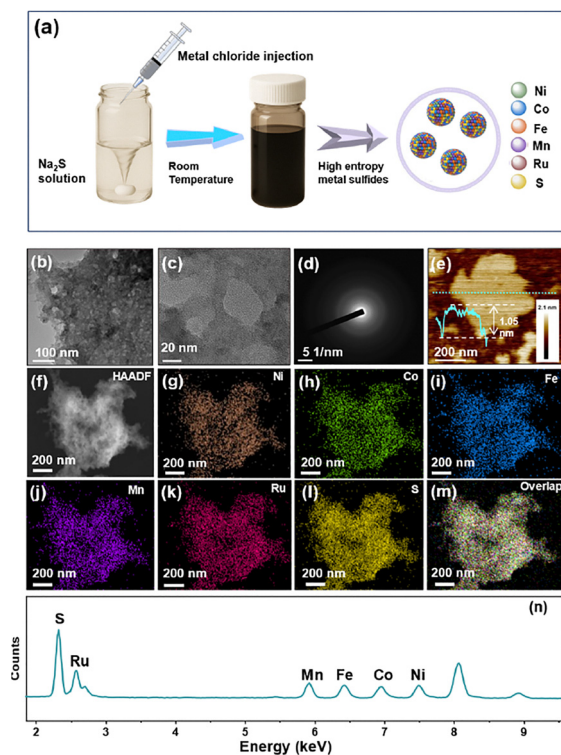 (a)
Metal chloride injection
Na₂S
solution
Room
Temperature
High entropy
metal sulfides
Ni
Co
Fe
Mn
Ru
S
(b)
100 nm
(c)
20 nm
(d)
5 1/nm
(e)
2.1 nm
1.05
nm
200 nm
(f)
HAADF
200 nm
(g)
Ni
200 nm
(h)
Co
200 nm
(i)
Fe
200 nm
(j)
Mn
200 nm
(k)
Ru
200 nm
(l)
S
200 nm
(m)
Overlap
200 nm
(n)
Counts
S
Ru
Mn
Fe
Co
Ni
2 3 4 5 6 7 8 9
Energy (keV)